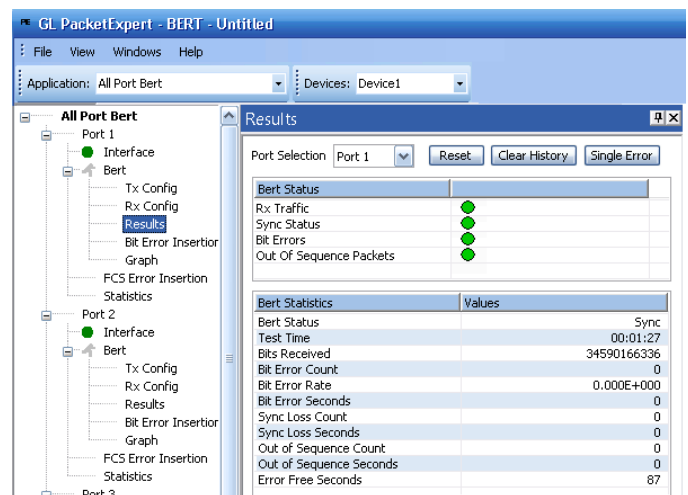 GL PacketExpert - BERT - Untitled
File View Windows Help
Application: All Port Bert Devices: Device1
All Port Bert
Port 1
Interface
Bert
Tx Config
Rx Config
Results
Bit Error Insertior
Graph
FCS Error Insertion
Statistics
Port 2
Interface
Bert
Tx Config
Rx Config
Results
Bit Error Insertior
Graph
FCS Error Insertion
Statistics
Port 3
Results
Port Selection Port 1 Reset Clear History Single Error
Bert Status
Rx Traffic
Sync Status
Bit Errors
Out Of Sequence Packets
Bert Statistics Values
Bert Status Sync
Test Time 00:01:27
Bits Received 34590166336
Bit Error Count 0
Bit Error Rate 0.000E+000
Bit Error Seconds 0
Sync Loss Count 0
Sync Loss Seconds 0
Out of Sequence Count 0
Out of Sequence Seconds 0
Error Free Seconds 87